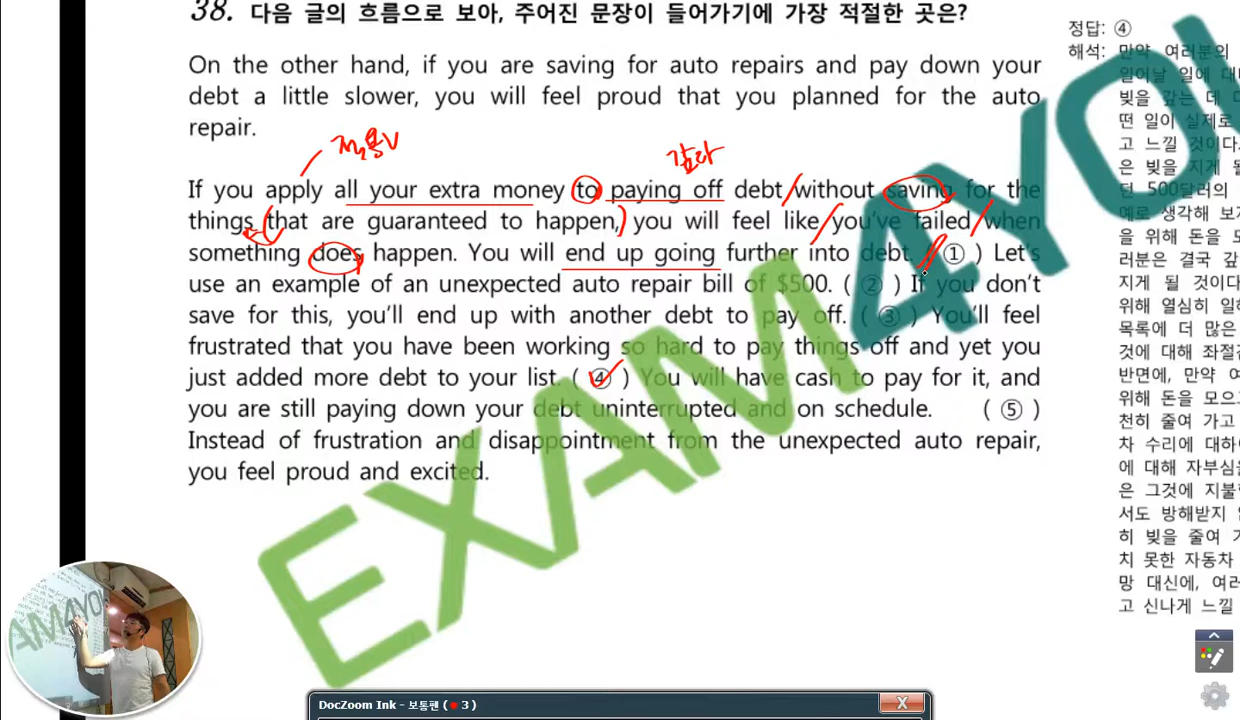 38. 다음 글의 흐름으로 보아, 주어진 문장이 들어가기에 가장 적절한 곳은?
On the other hand, if you are saving for auto repairs and pay down your
debt a little slower, you will feel proud that you planned for the auto
repair.
적용
갚다
If you apply all your extra money to paying off debt without saving for the
things that are guaranteed to happen, you will feel like you've failed when
something does happen. You will end up going further into debt. ( ① ) Let's
use an example of an unexpected auto repair bill of $500. ( ② ) If you don't
save for this, you'll end up with another debt to pay off. ( ③ ) You'll feel
frustrated that you have been working so hard to pay things off and yet you
just added more debt to your list. ( ④ ) You will have cash to pay for it, and
you are still paying down your debt uninterrupted and on schedule. ( ⑤ )
Instead of frustration and disappointment from the unexpected auto repair,
you feel proud and excited.
EXAM4YOU
정답: ④
해석: 만약 여러분의
일어날 일에 대
빚을 갚는 데
떤 일이 실제로
고 느낄 것이다
은 빚을 지게 될
던 500달러의
예로 생각해 보
을 위해 돈을 모
러분은 결국 갚
지게 될 것이다
위해 열심히 일
목록에 더 많은
것에 대해 좌절감
반면에, 만약 여
위해 돈을 모으
천히 줄여 가고
차 수리에 대하
에 대해 자부심을
은 그것에 지불할
서도 방해받지 않
히 빚을 줄여
치 못한 자동차
망 대신에, 여러
고 신나게 느낄
AM4YOU
DocZoom Ink - 보통펜 ( 3 )